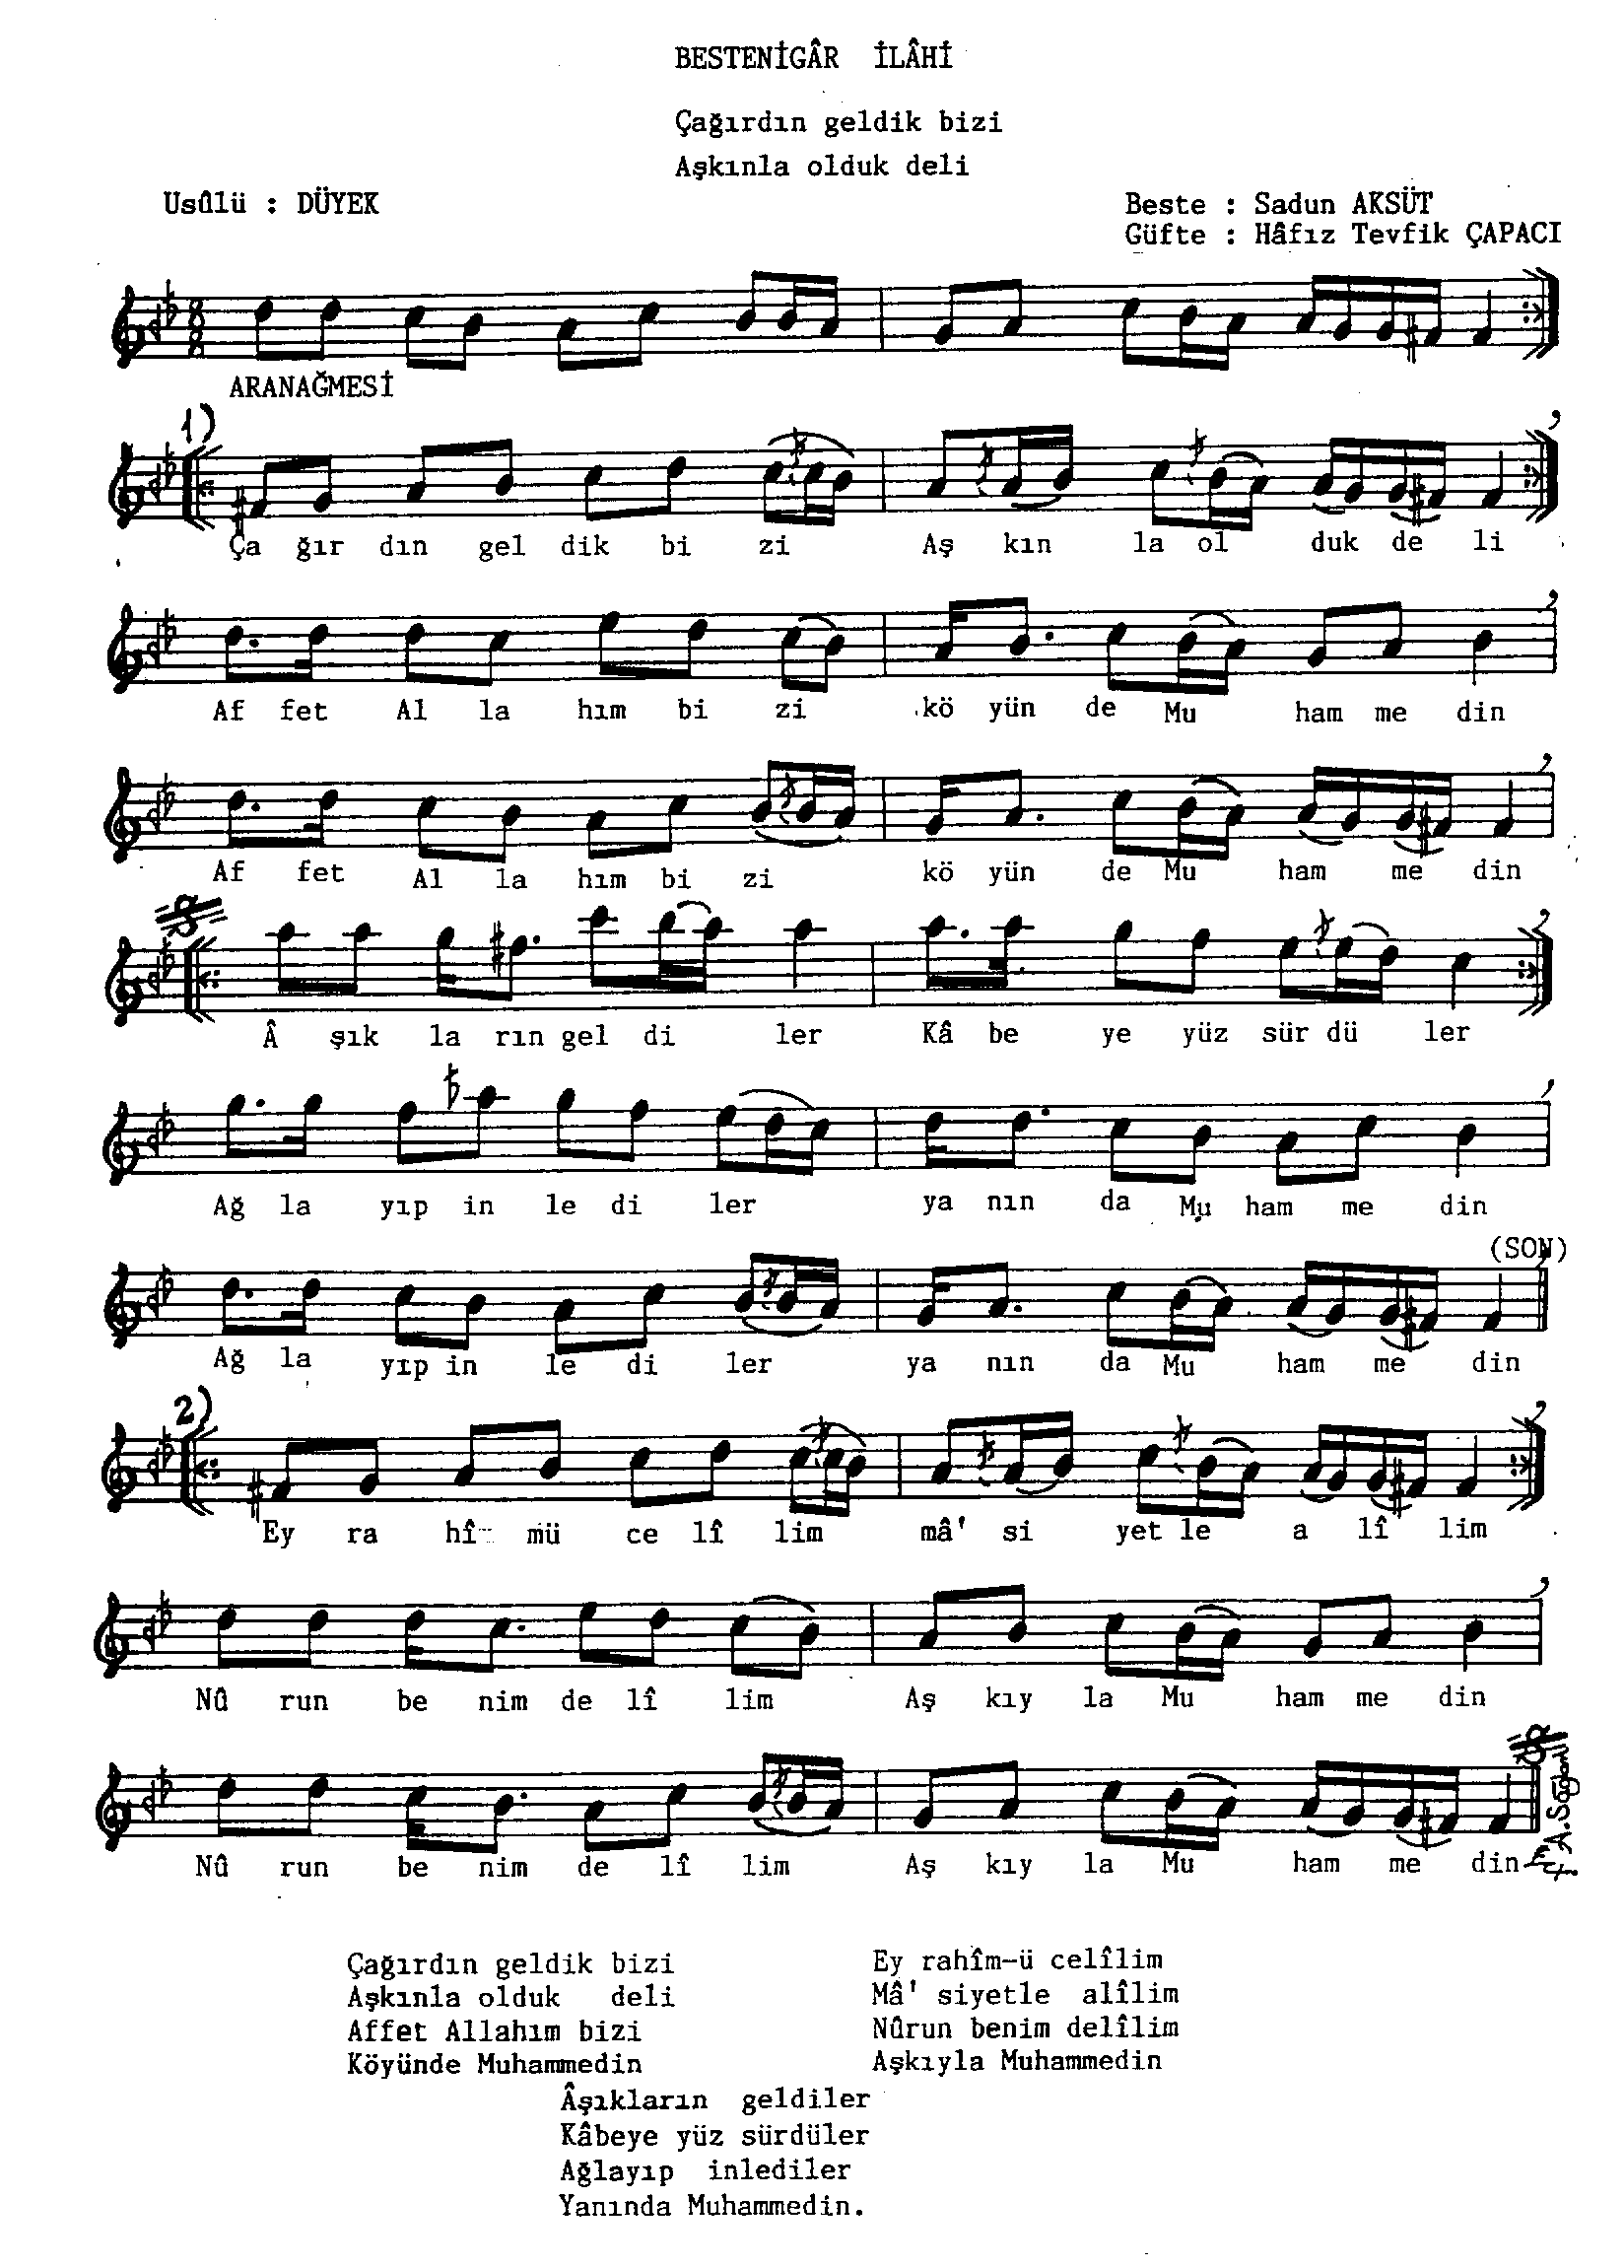 BESTENİGÂR İLÂHİ
Çağırdın geldik bizi
Aşkınla olduk deli
Usûlü : DÜYEK
Beste : Sadun AKSÜT
Güfte : Hâfız Tevfik ÇAPACI
ARANAĞMESİ
1)
Ça ğır dın gel dik bi zi Aş kın la ol duk de li
Af fet Al la hım bi zi kö yün de Mu ham me din
Af fet Al la hım bi zi kö yün de Mu ham me din
 şık la rın gel di ler Kâ be ye yüz sür dü ler
Ağ la yıp in le di ler ya nın da Mu ham me din
(SON)
Ağ la yıp in le di ler ya nın da Mu ham me din
2)
Ey ra hî mü ce lî lim mâ' si yet le a lî lim
Nû run be nim de lî lim Aş kıy la Mu ham me din
Nû run be nim de lî lim Aş kıy la Mu ham me din
Çağırdın geldik bizi
Aşkınla olduk deli
Affet Allahım bizi
Köyünde Muhammedin
Ey rahîm-ü celîlim
Mâ' siyetle alîlim
Nûrun benim delîlim
Aşkıyla Muhammedin
Âşıkların geldiler
Kâbeye yüz sürdüler
Ağlayıp inlediler
Yanında Muhammedin.